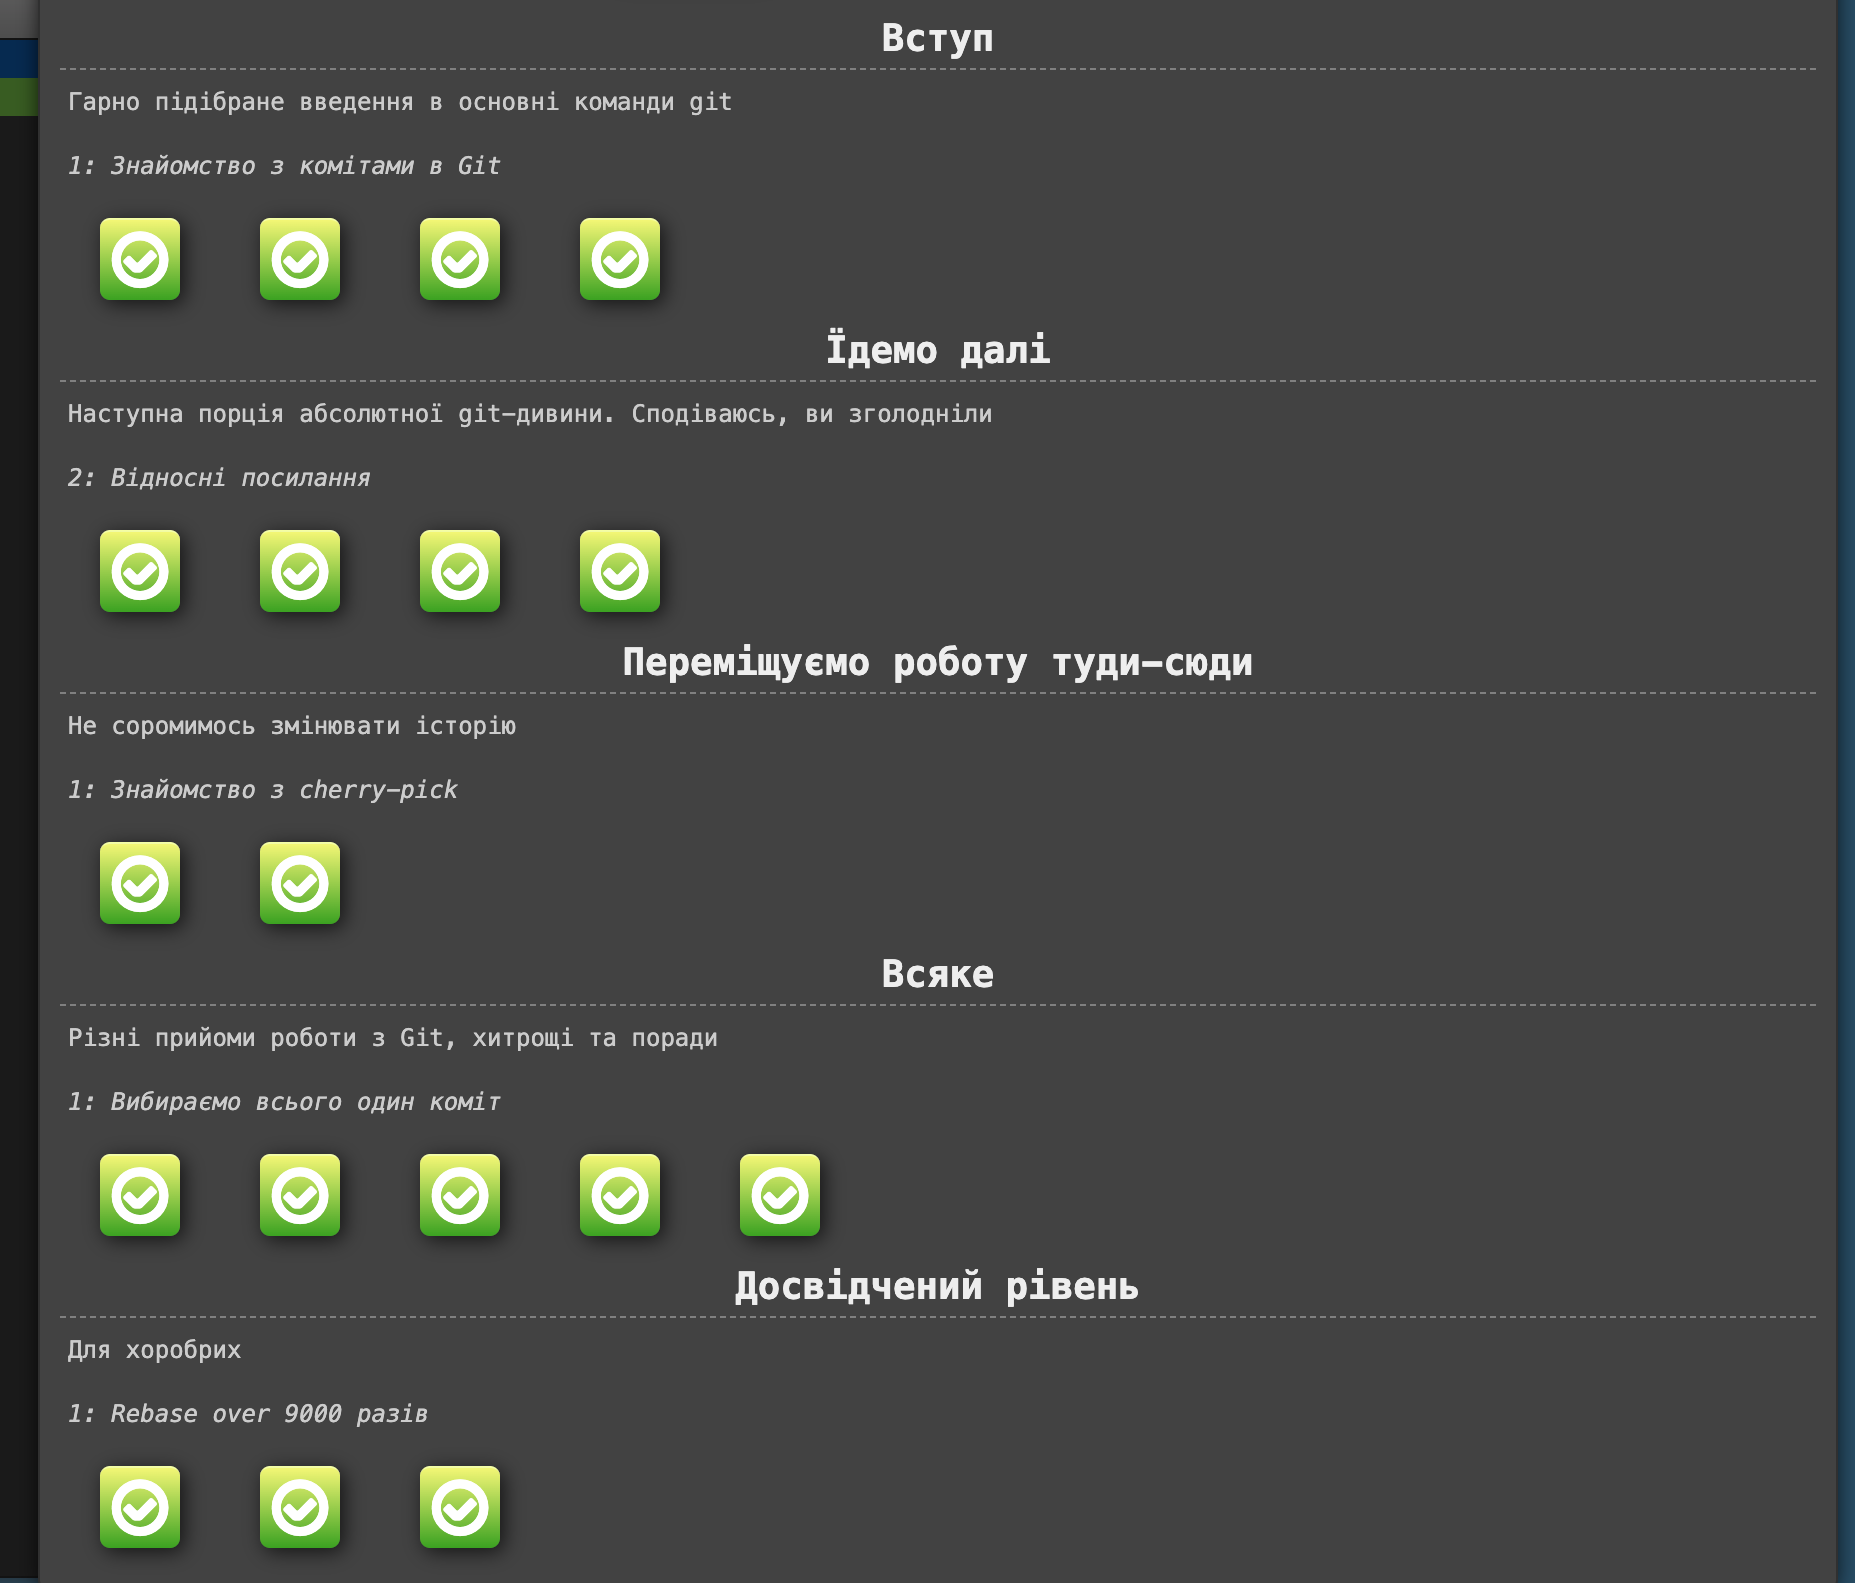 Вступ
Гарно підібране введення в основні команди git
1: Знайомство з комітами в Git
Їдемо далі
Наступна порція абсолютної git-дивини. Сподіваюсь, ви зголодніли
2: Відносні посилання
Переміщуємо роботу туди-сюди
Не соромимось змінювати історію
1: Знайомство з cherry-pick
Всяке
Різні прийоми роботи з Git, хитрощі та поради
1: Вибираємо всього один коміт
Досвідчений рівень
Для хоробрих
1: Rebase over 9000 разів